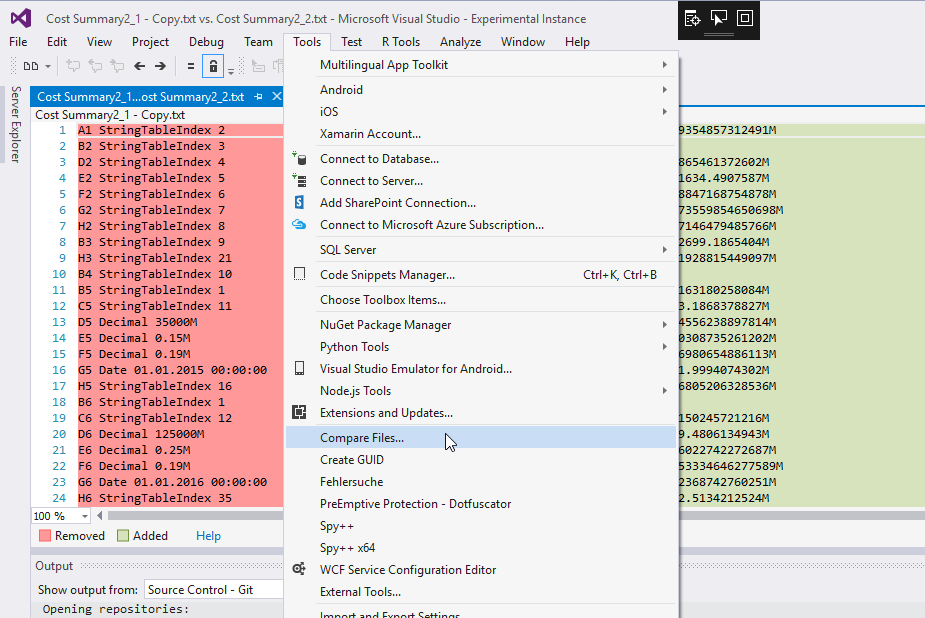 Cost Summary2_1 - Copy.txt vs. Cost Summary2_2.txt - Microsoft Visual Studio - Experimental Instance
File Edit View Project Debug Team Tools Test R Tools Analyze Window Help
Server Explorer
Cost Summary2_1...ost Summary2_2.txt
Cost Summary2_1 - Copy.txt
1 A1 StringTableIndex 2
2 B2 StringTableIndex 3
3 D2 StringTableIndex 4
4 E2 StringTableIndex 5
5 F2 StringTableIndex 6
6 G2 StringTableIndex 7
7 H2 StringTableIndex 8
8 B3 StringTableIndex 9
9 H3 StringTableIndex 21
10 B4 StringTableIndex 10
11 B5 StringTableIndex 1
12 C5 StringTableIndex 11
13 D5 Decimal 35000M
14 E5 Decimal 0.15M
15 F5 Decimal 0.19M
16 G5 Date 01.01.2015 00:00:00
17 H5 StringTableIndex 16
18 B6 StringTableIndex 1
19 C6 StringTableIndex 12
20 D6 Decimal 125000M
21 E6 Decimal 0.25M
22 F6 Decimal 0.19M
23 G6 Date 01.01.2016 00:00:00
24 H6 StringTableIndex 35
100 %
Removed Added Help
Output
Show output from: Source Control - Git
Opening repositories:
Multilingual App Toolkit
Android
iOS
Xamarin Account...
Connect to Database...
Connect to Server...
Add SharePoint Connection...
Connect to Microsoft Azure Subscription...
SQL Server
Code Snippets Manager... Ctrl+K, Ctrl+B
Choose Toolbox Items...
NuGet Package Manager
Python Tools
Visual Studio Emulator for Android...
Node.js Tools
Extensions and Updates...
Compare Files...
Create GUID
Fehlersuche
PreEmptive Protection - Dotfuscator
Spy++
Spy++ x64
WCF Service Configuration Editor
External Tools...
Import and Export Settings
9354857312491M
865461372602M
1634.4907587M
8847168754878M
73559854650698M
7146479485766M
2699.1865404M
1928815449097M
163180258084M
3.1868378827M
4556238897814M
0308735261202M
6980654886113M
1.9994074302M
6805206328536M
150245721216M
9.4806134943M
6022742272687M
53334646277589M
2368742760251M
2.5134212524M